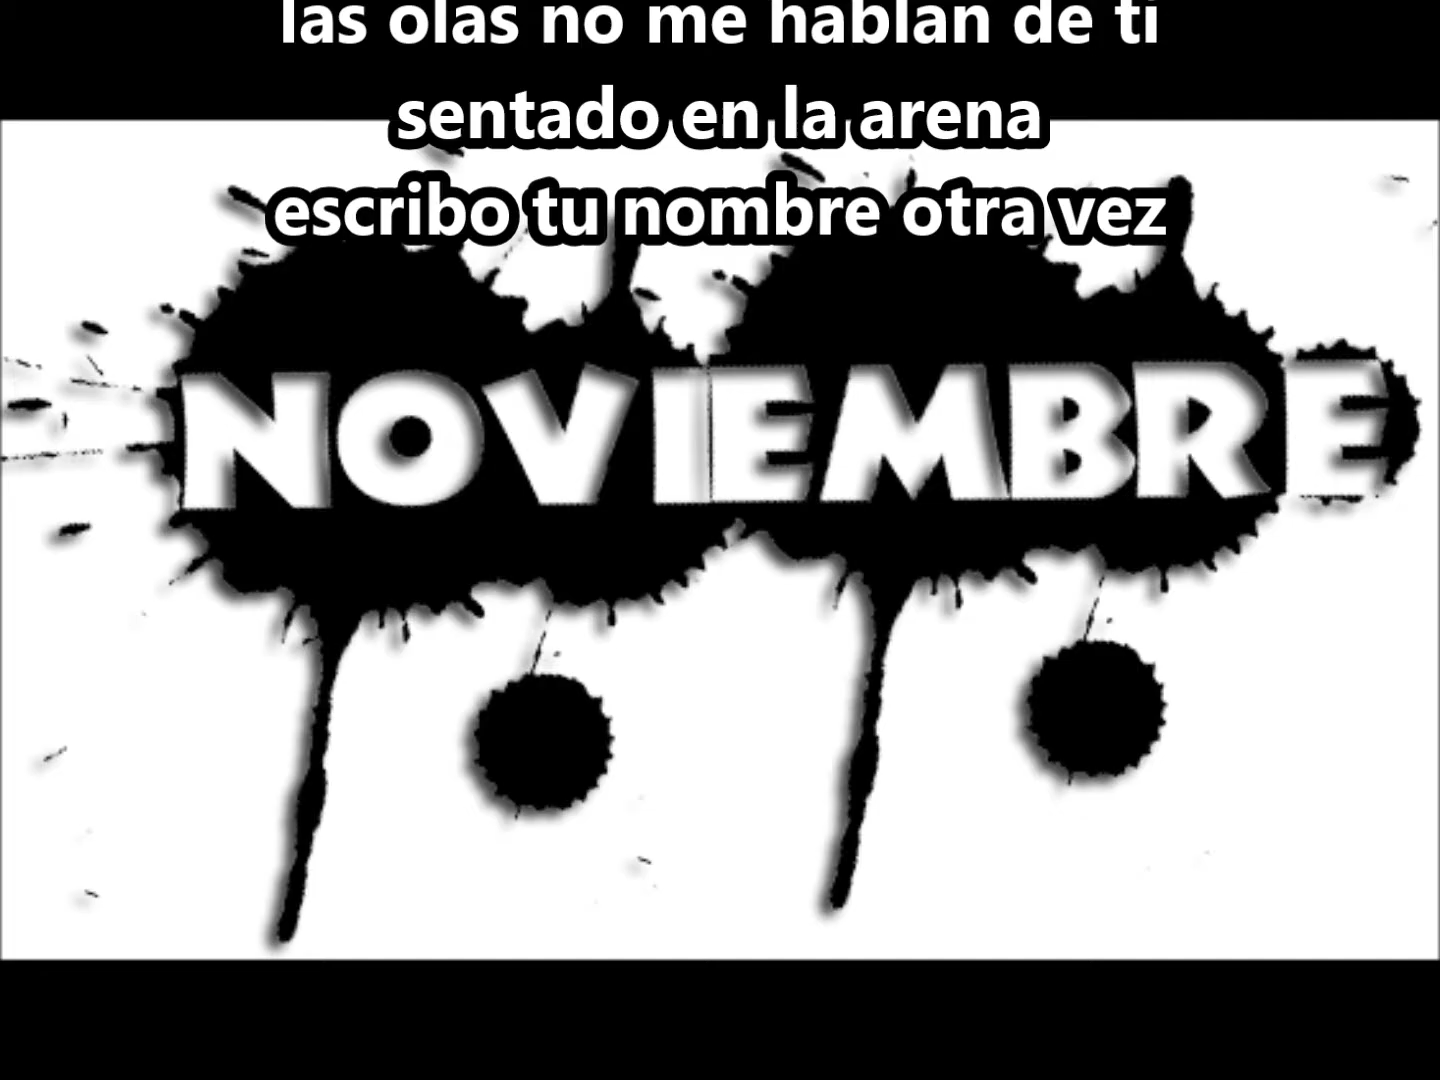 las olas no me hablan de ti
sentado en la arena
escribo tu nombre otra vez
NOVIEMBRE